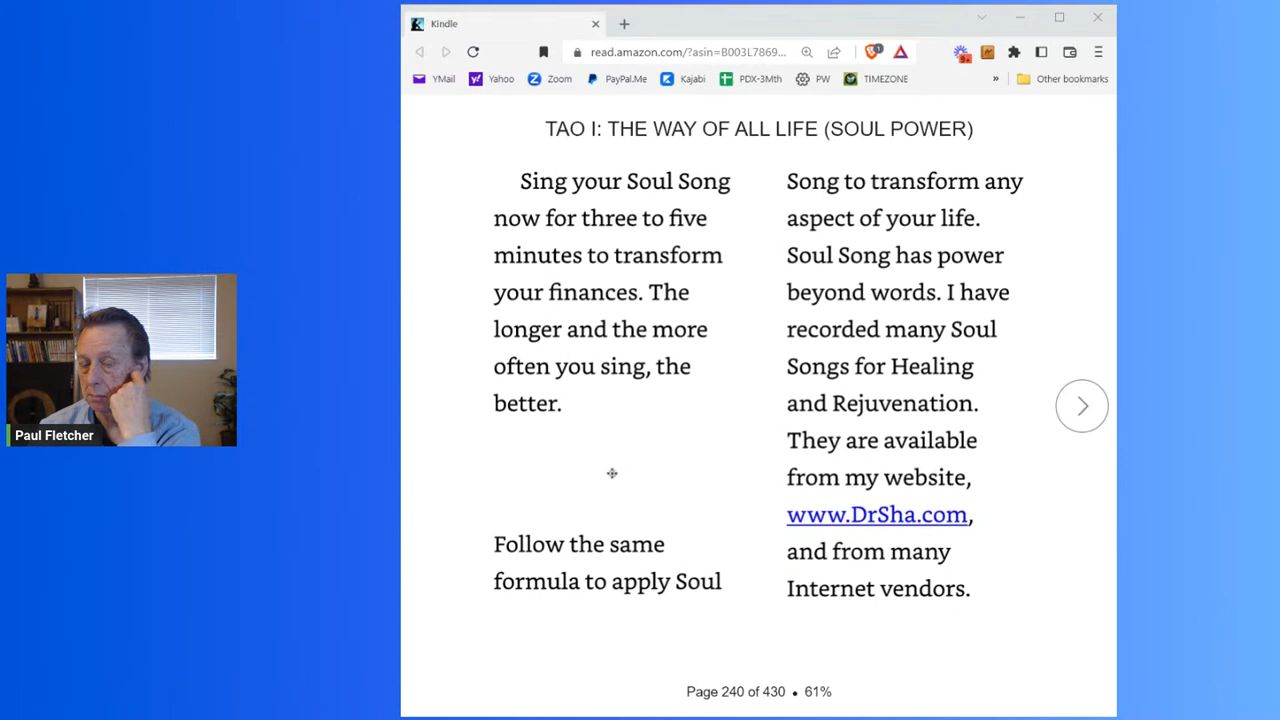 Kindle
read.amazon.com/?asin=B003L7869...
1
9+
YMail
Yahoo
Zoom
PayPal.Me
Kajabi
PDX-3Mth
PW
TIMEZONE
»
Other bookmarks
TAO I: THE WAY OF ALL LIFE (SOUL POWER)
Sing your Soul Song
now for three to five
minutes to transform
your finances. The
longer and the more
often you sing, the
better.
Follow the same
formula to apply Soul
Song to transform any
aspect of your life.
Soul Song has power
beyond words. I have
recorded many Soul
Songs for Healing
and Rejuvenation.
They are available
from my website,
www.DrSha.com,
and from many
Internet vendors.
Page 240 of 430 • 61%
Paul Fletcher